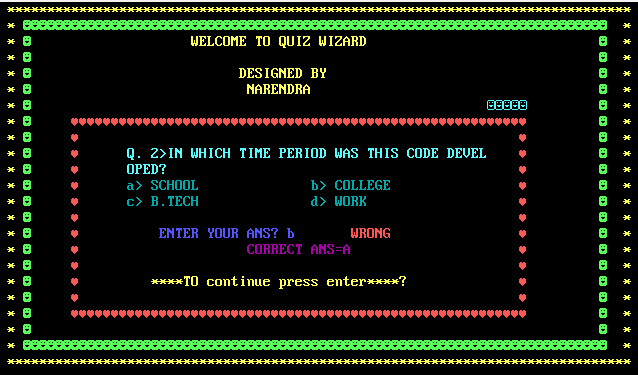 WELCOME TO QUIZ WIZARD
DESIGNED BY
NARENDRA
Q. 2>IN WHICH TIME PERIOD WAS THIS CODE DEVEL
OPED?
a> SCHOOL b> COLLEGE
c> B.TECH d> WORK
ENTER YOUR ANS? b WRONG
CORRECT ANS=A
****TO continue press enter****?